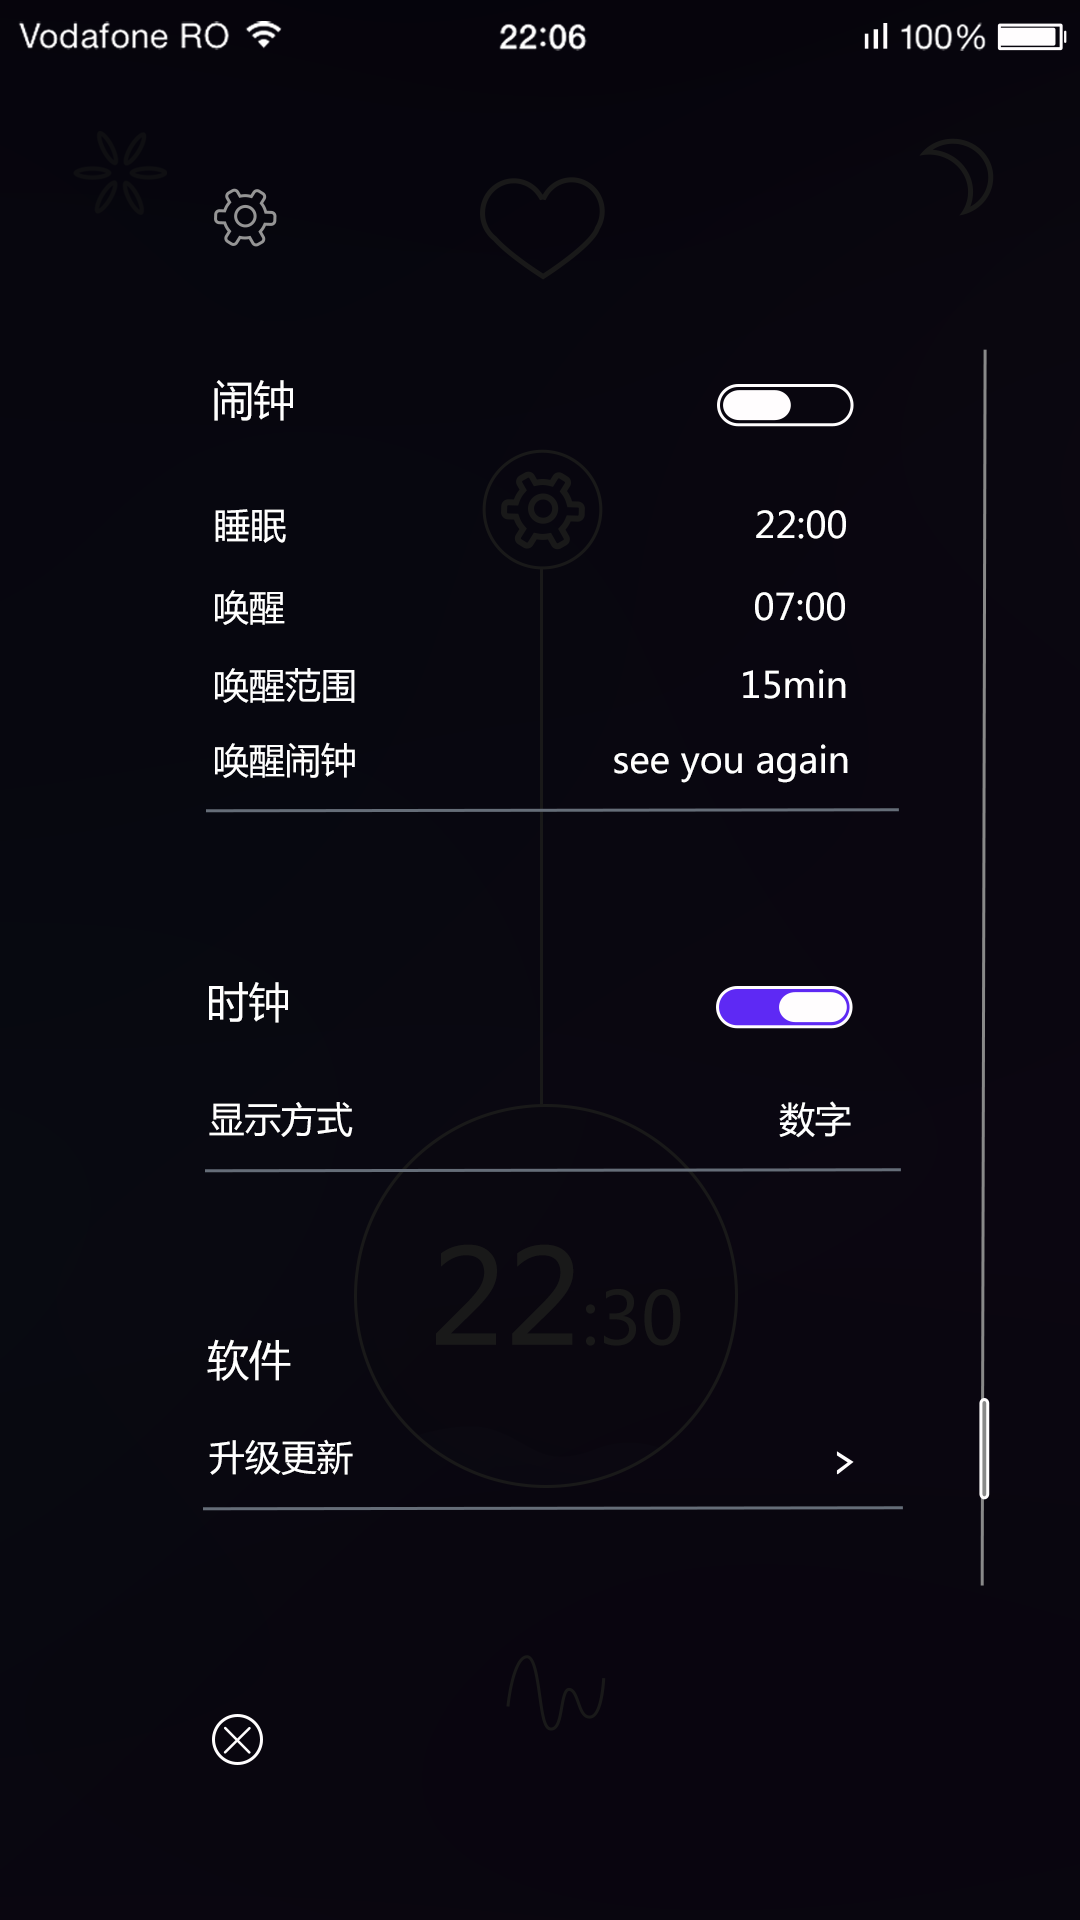 Vodafone RO 22:06 100%
闹钟
睡眠 22:00
唤醒 07:00
唤醒范围 15min
唤醒闹钟 see you again
时钟
显示方式 数字
22:30
软件
升级更新 >